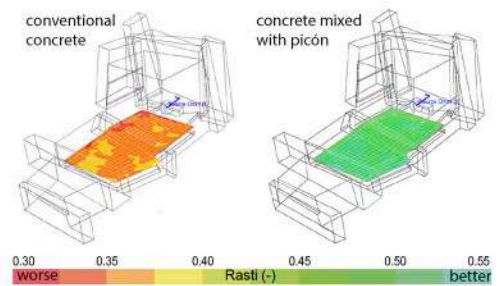 conventional
concrete
concrete mixed
with picón
0.30 0.35 0.40 0.45 0.50 0.55
worse Rasti (-) better